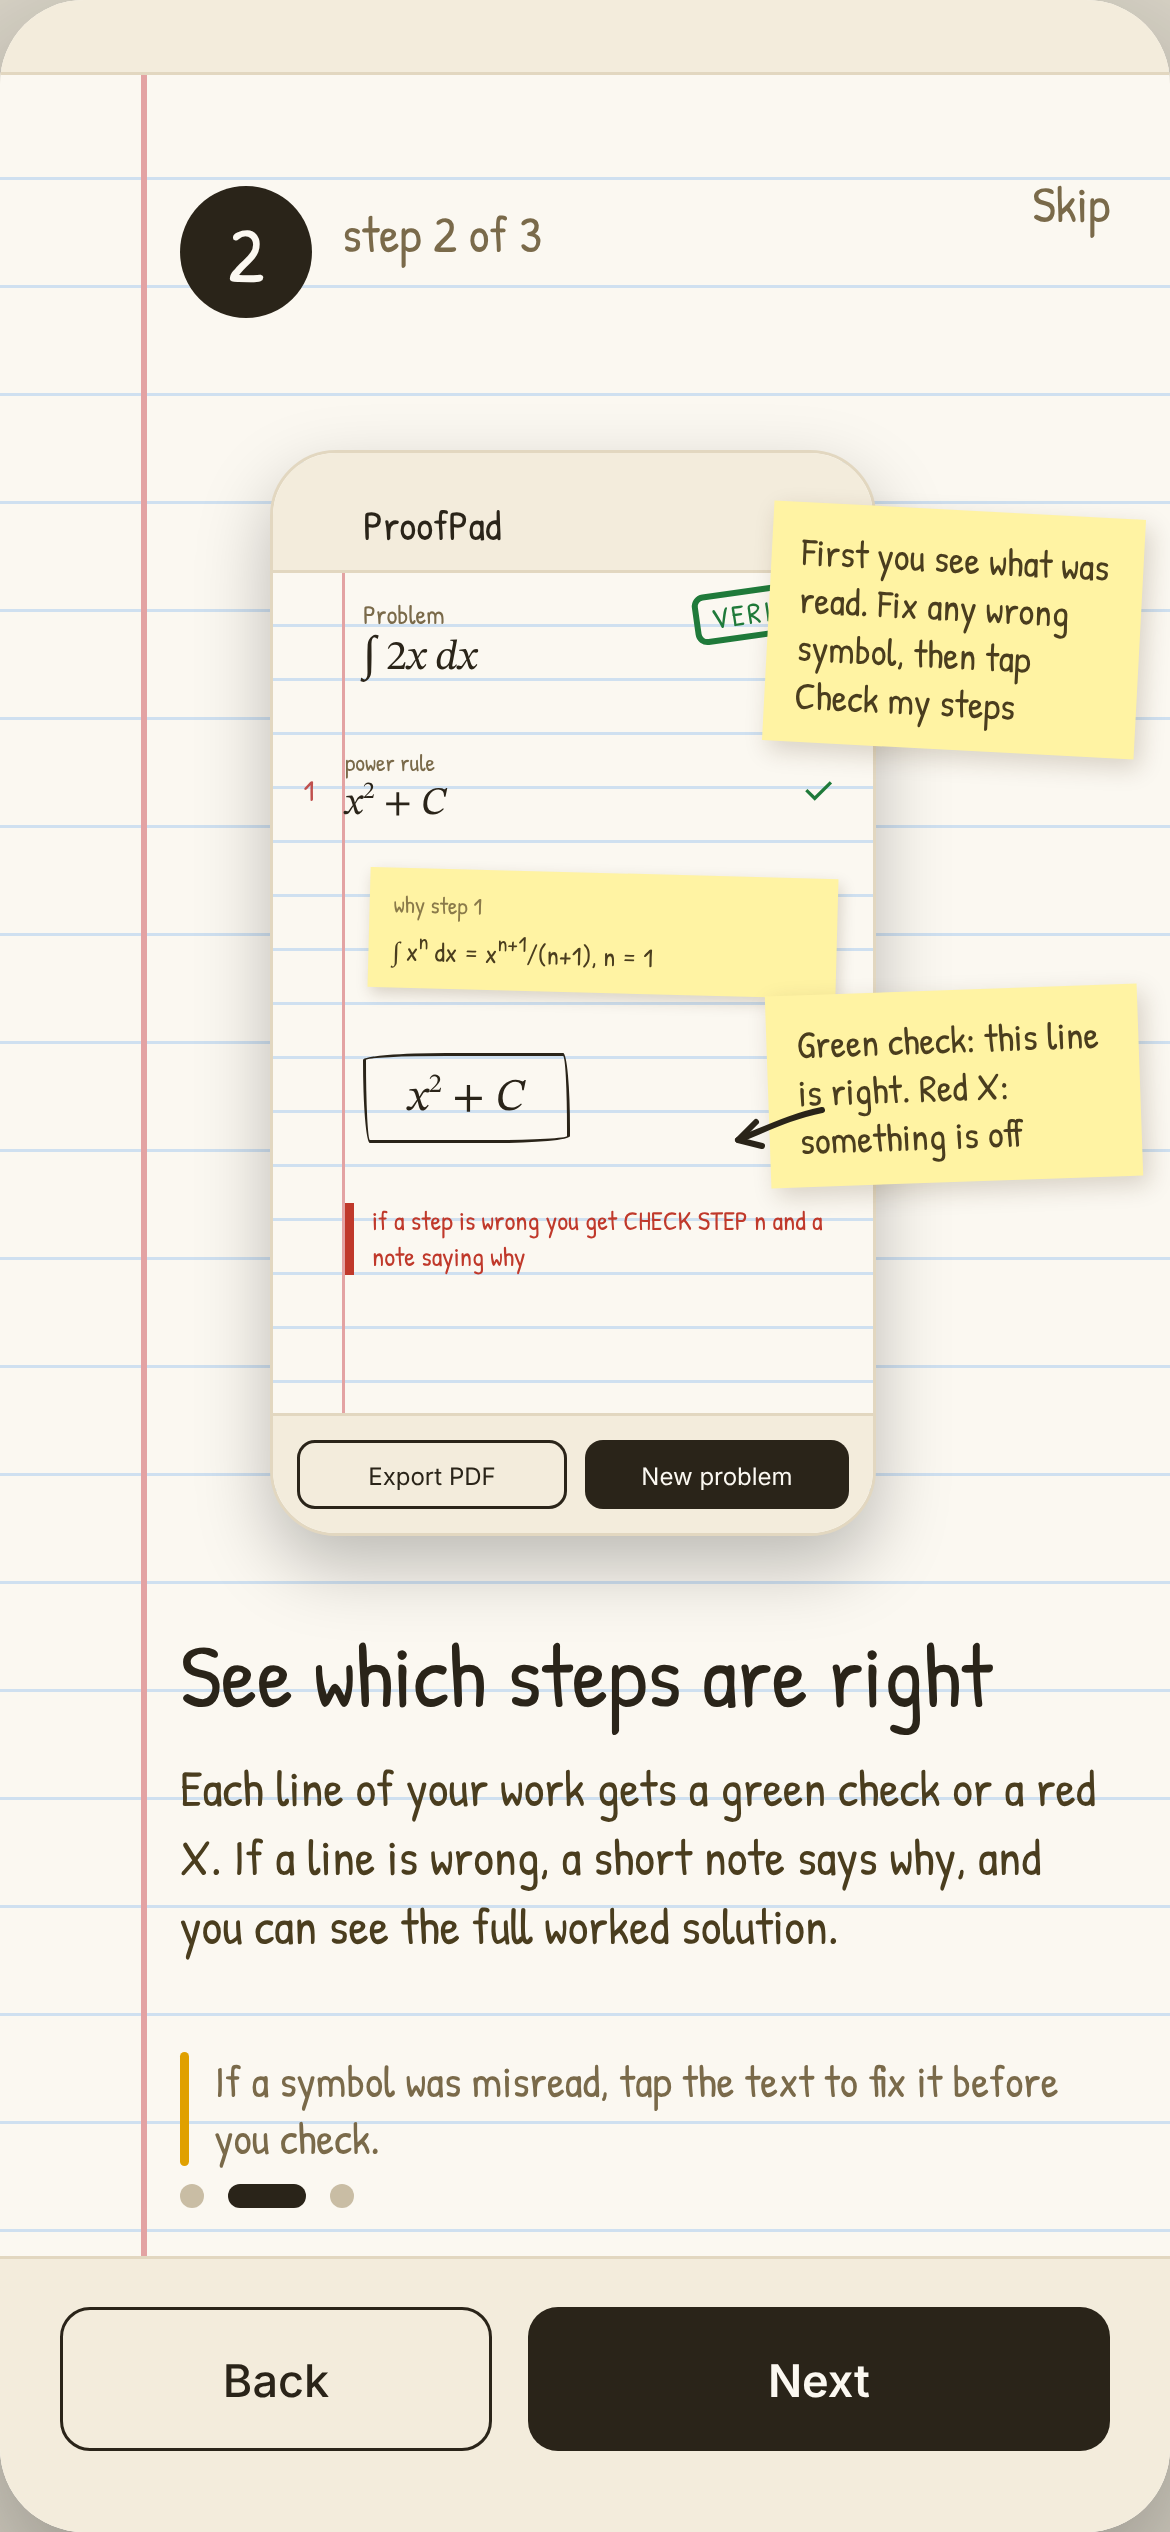 2
step 2 of 3
Skip
ProofPad
Problem
∫ 2x dx
First you see what was
read. Fix any wrong
symbol, then tap
Check my steps
power rule
1
x² + C
✓
why step 1
∫ xⁿ dx = xⁿ⁺¹/(n+1), n = 1
Green check: this line
is right. Red X:
something is off
x² + C
if a step is wrong you get CHECK STEP n and a
note saying why
Export PDF
New problem
See which steps are right
Each line of your work gets a green check or a red
X. If a line is wrong, a short note says why, and
you can see the full worked solution.
If a symbol was misread, tap the text to fix it before
you check.
Back
Next